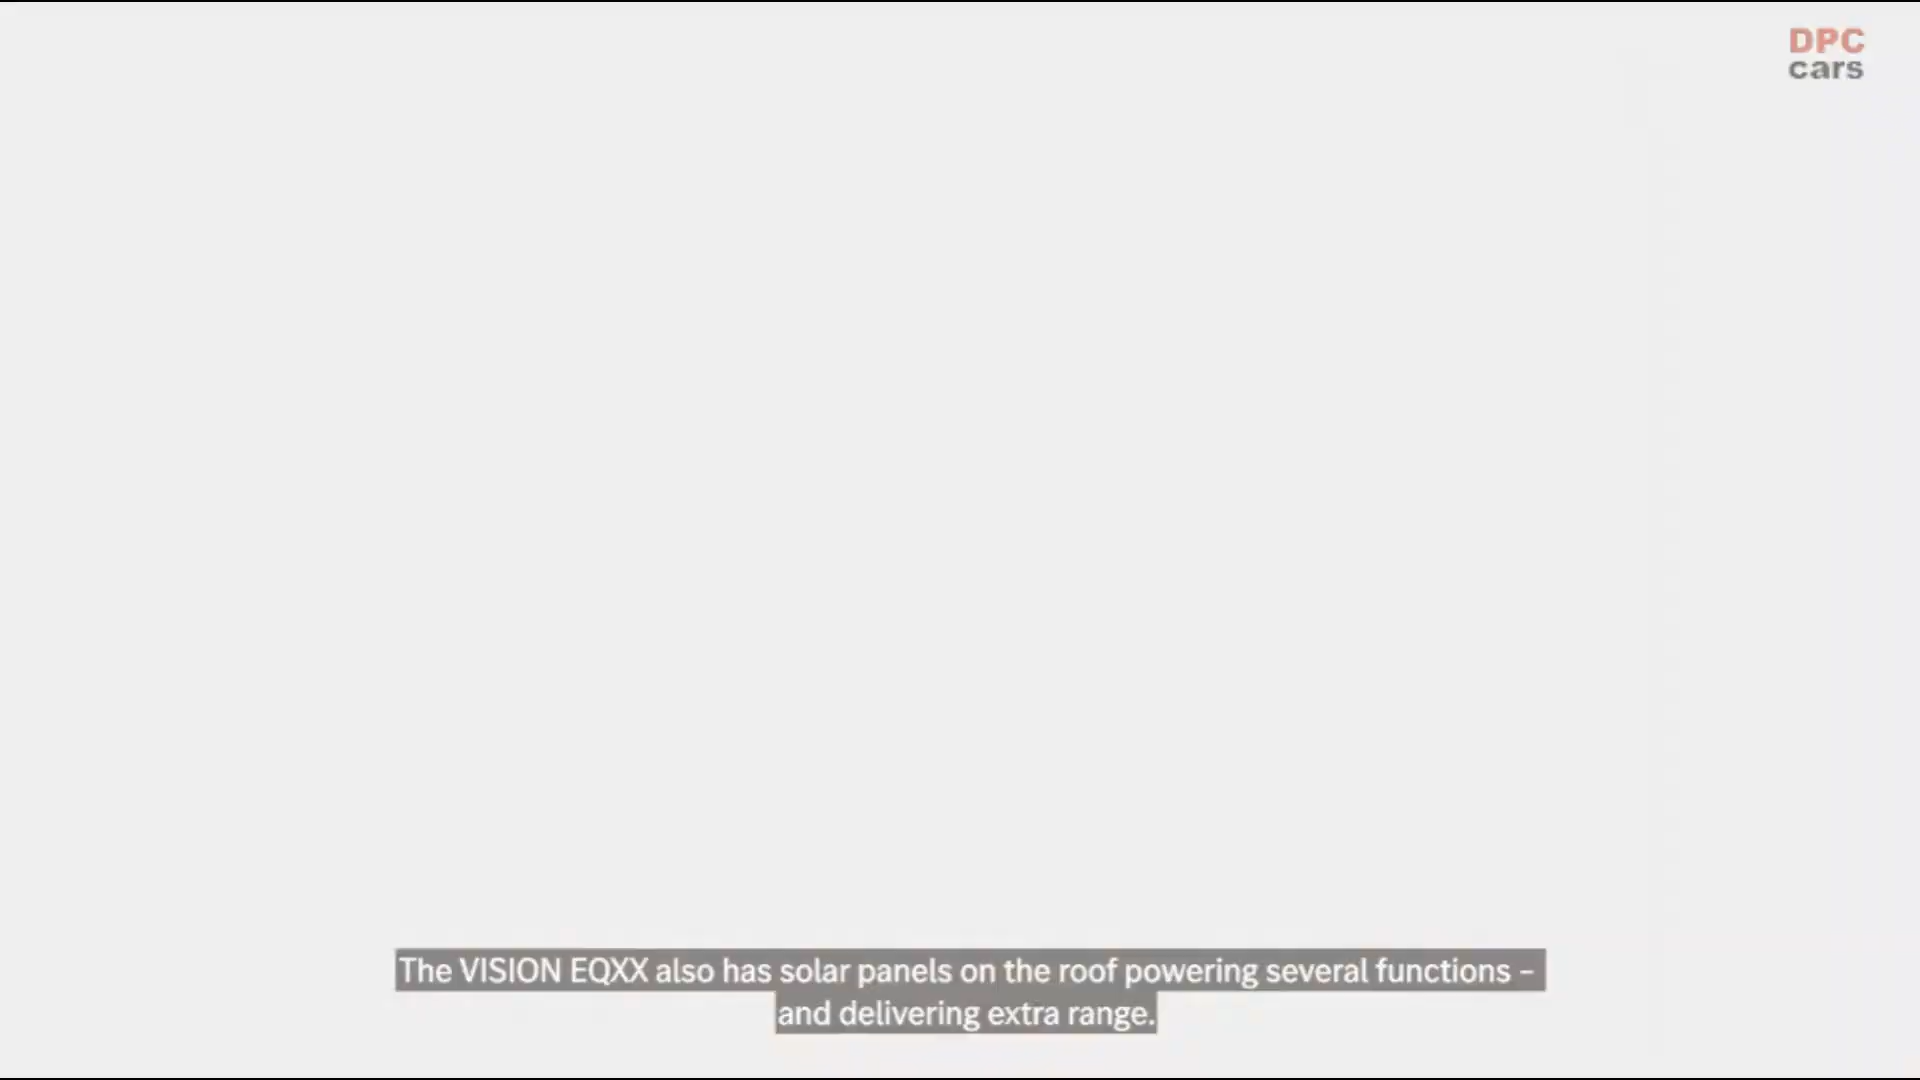 DPC
cars
The VISION EQXX also has solar panels on the roof powering several functions –
and delivering extra range.